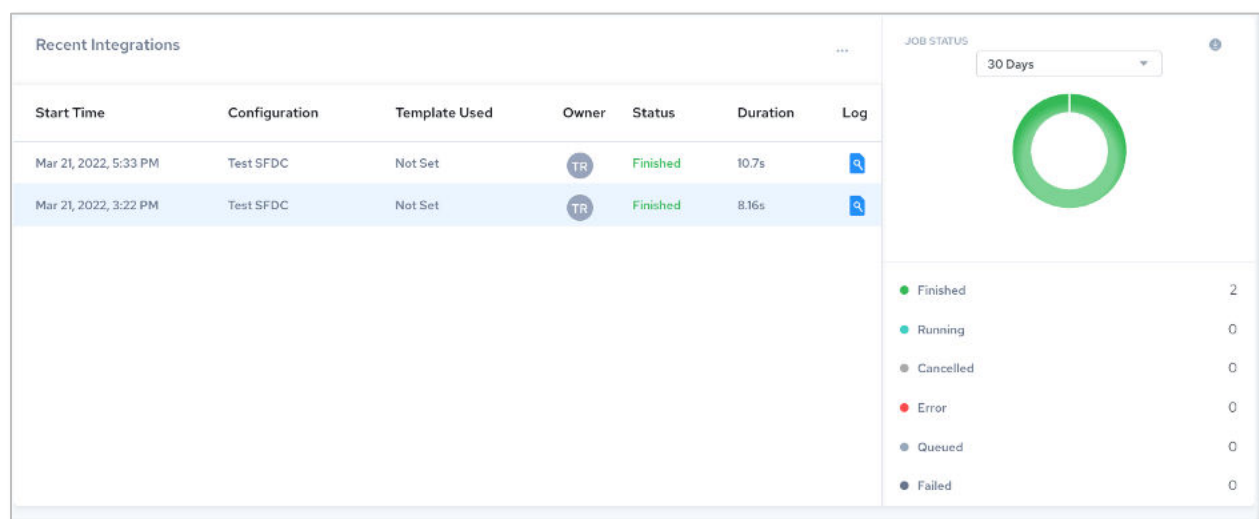 Recent Integrations
...
Start Time Configuration Template Used Owner Status Duration Log
Mar 21, 2022, 5:33 PM Test SFDC Not Set TR Finished 10.7s
Mar 21, 2022, 3:22 PM Test SFDC Not Set TR Finished 8.16s
JOB STATUS
30 Days
Finished 2
Running 0
Cancelled 0
Error 0
Queued 0
Failed 0